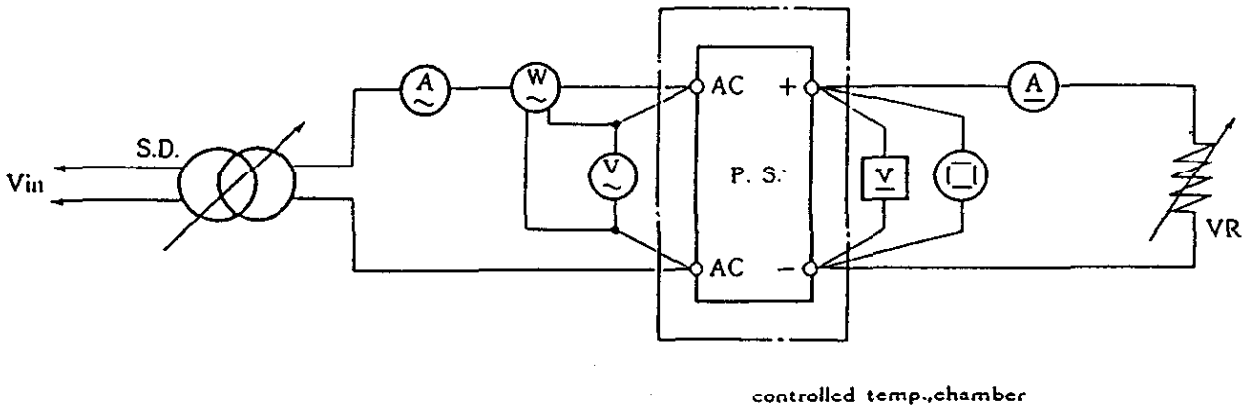 S.D.
Vin
A
W
V
AC
AC
P. S.
+
−
V
A
VR
controlled temp.,chamber